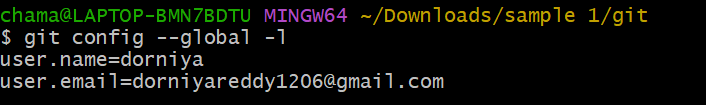 chama@LAPTOP-BMN7BDTU MINGW64 ~/Downloads/sample 1/git
$ git config --global -l
user.name=dorniya
user.email=dorniyareddy1206@gmail.com